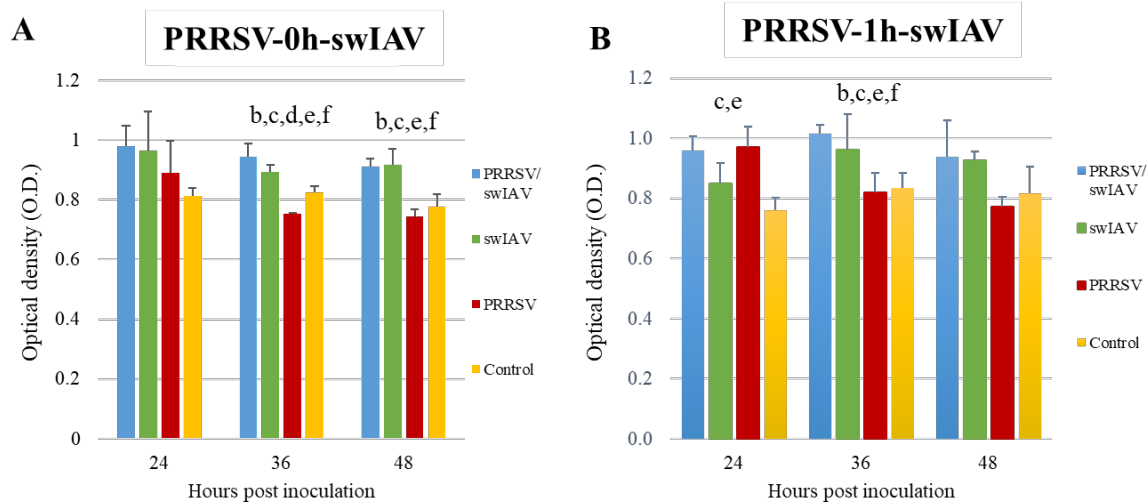 A
PRRSV-0h-swIAV
Optical density (O.D.)
1.2
1
0.8
0.6
0.4
0.2
0
b,c,d,e,f
b,c,e,f
24
36
48
Hours post inoculation
PRRSV/
swIAV
swIAV
PRRSV
Control
B
PRRSV-1h-swIAV
Optical density (O.D.)
1.2
1.0
0.8
0.6
0.4
0.2
0.0
c,e
b,c,e,f
24
36
48
Hours post inoculation
PRRSV/
swIAV
swIAV
PRRSV
Control